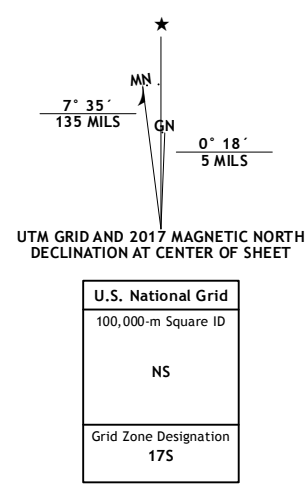 ★
MN
7° 35´
135 MILS
GN
0° 18´
5 MILS
UTM GRID AND 2017 MAGNETIC NORTH
DECLINATION AT CENTER OF SHEET
U.S. National Grid
100,000-m Square ID
NS
Grid Zone Designation
17S